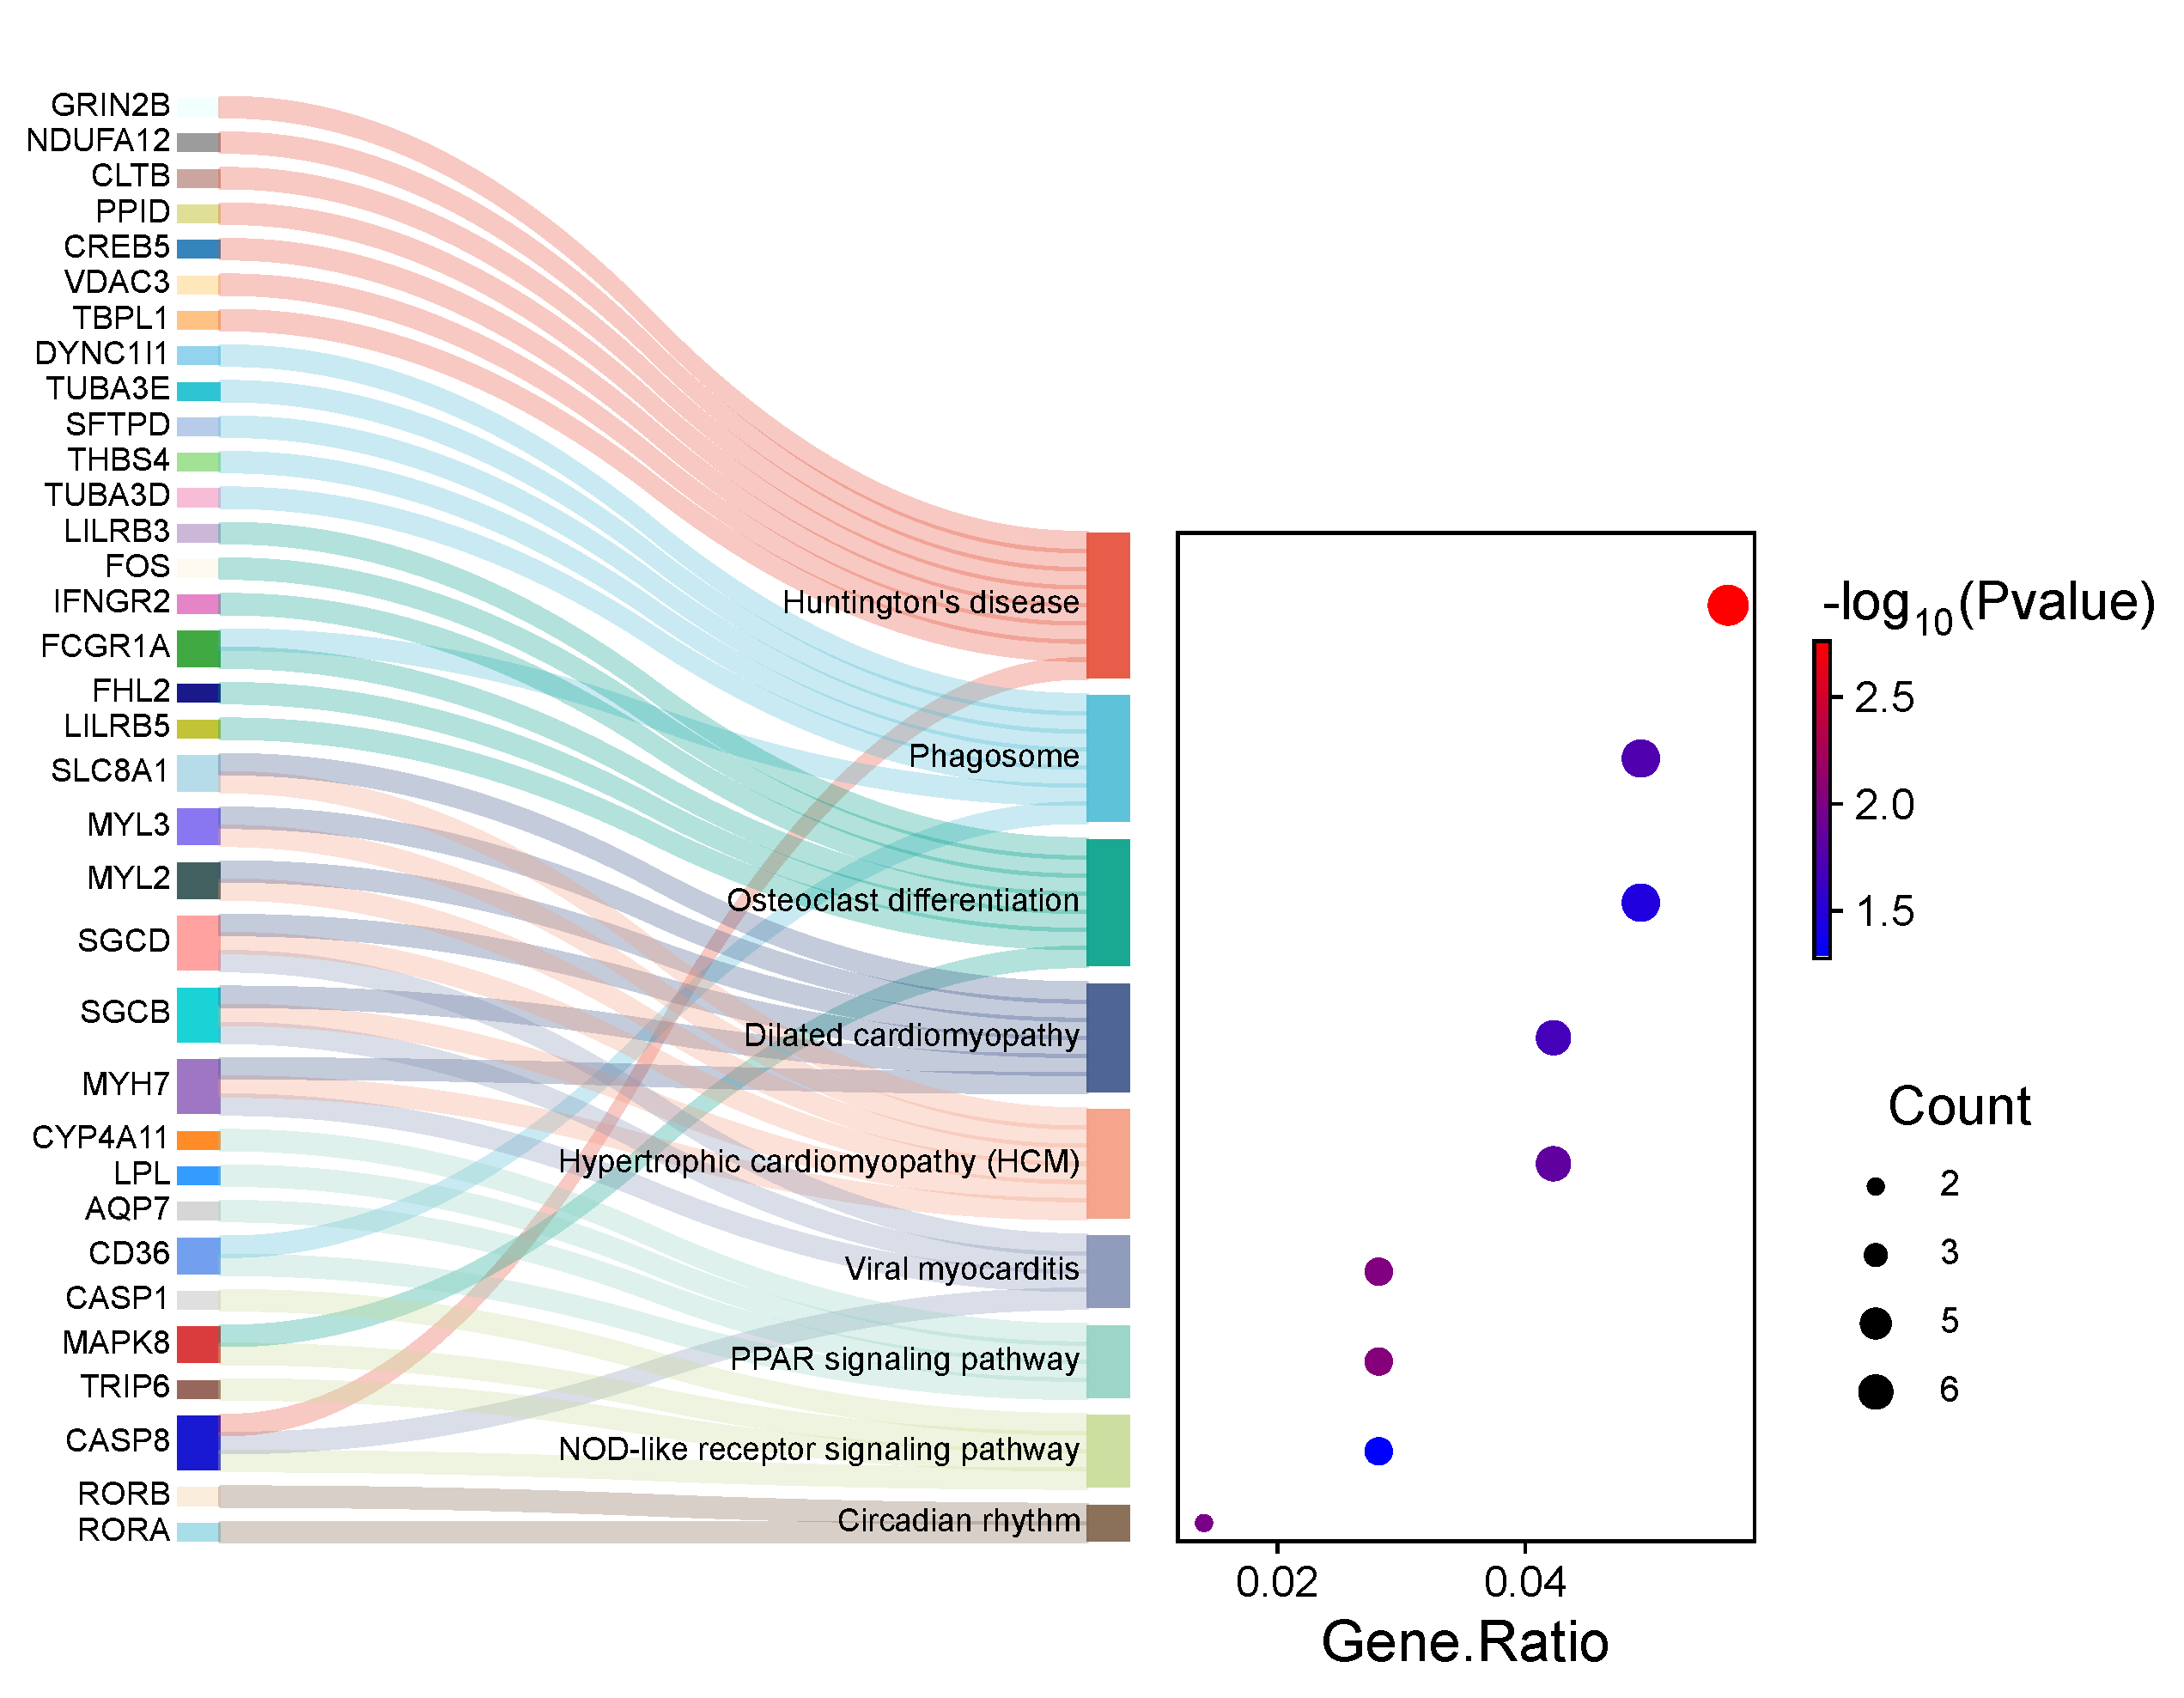 GRIN2B
NDUFA12
CLTB
PPID
CREB5
VDAC3
TBPL1
DYNC1I1
TUBA3E
SFTPD
THBS4
TUBA3D
LILRB3
FOS
IFNGR2
FCGR1A
FHL2
LILRB5
SLC8A1
MYL3
MYL2
SGCD
SGCB
MYH7
CYP4A11
LPL
AQP7
CD36
CASP1
MAPK8
TRIP6
CASP8
RORB
RORA
Huntington's disease
Phagosome
Osteoclast differentiation
Dilated cardiomyopathy
Hypertrophic cardiomyopathy (HCM)
Viral myocarditis
PPAR signaling pathway
NOD-like receptor signaling pathway
Circadian rhythm
0.02 0.04
Gene.Ratio
-log10(Pvalue)
2.5
2.0
1.5
Count
2
3
5
6